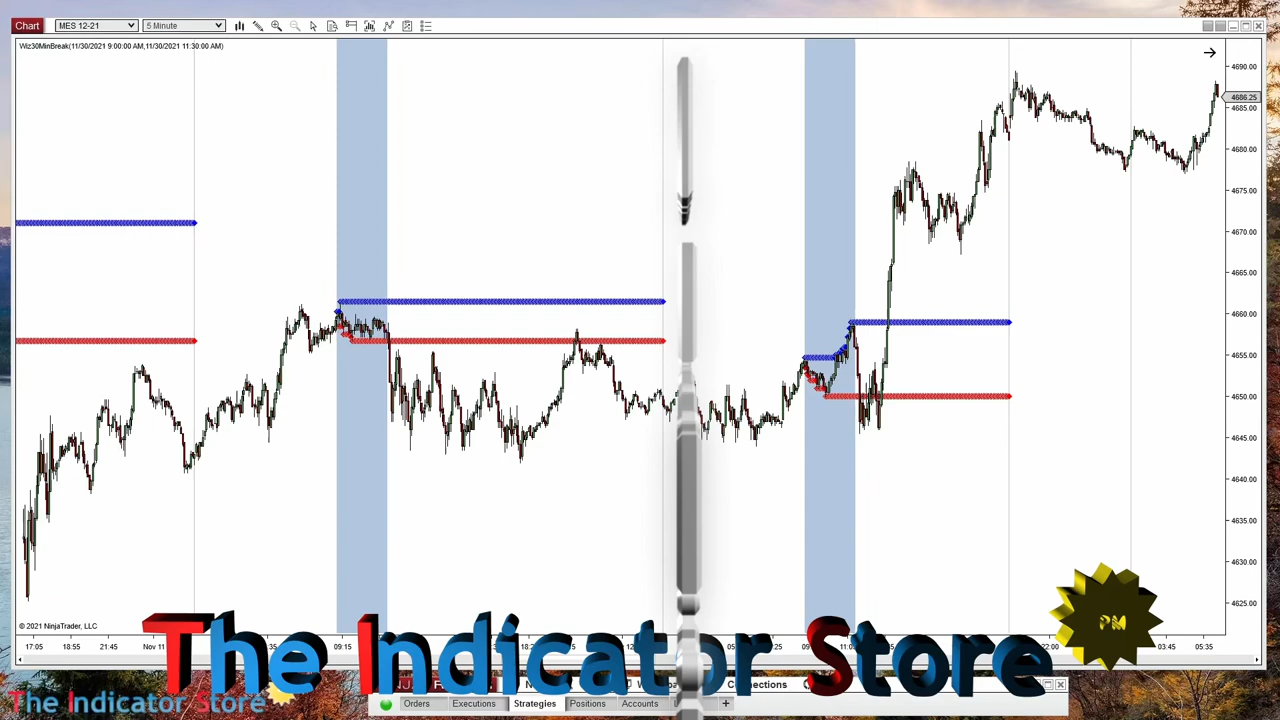 Chart MES 12-21 5 Minute
Wiz30MinBreak(11/30/2021 9:00:00 AM,11/30/2021 11:30:00 AM)
4690.00
4686.25
4685.00
4680.00
4675.00
4670.00
4665.00
4660.00
4655.00
4650.00
4645.00
4640.00
4635.00
4630.00
4625.00
© 2021 NinjaTrader, LLC
PM
17:05 18:55 21:45 Nov 11 09:15 22:00 03:45 05:35
The Indicator Store
The Indicator Store
Orders Executions Strategies Positions Accounts +